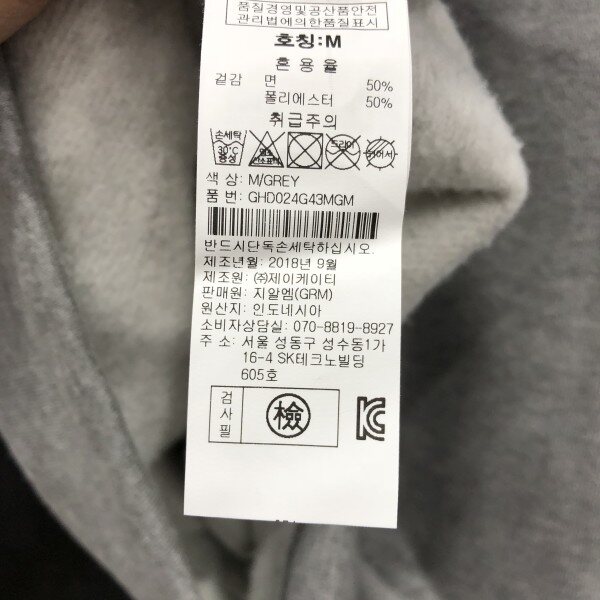 품질경영및공산품안전
관리법에의한품질표시
호칭:M
혼용율
겉감 면 50%
폴리에스터 50%
취급주의
손세탁 30℃ 중성
드라이
색 상: M/GREY
품 번: GHD024G43MGM
반드시단독손세탁하십시오.
제조년월: 2018년 9월
제조원: ㈜제이케이티
판매원: 지알엠(GRM)
원산지: 인도네시아
소비자상담실: 070-8819-8927
주 소: 서울 성동구 성수동1가
16-4 SK테크노빌딩
605호
검사필
檢